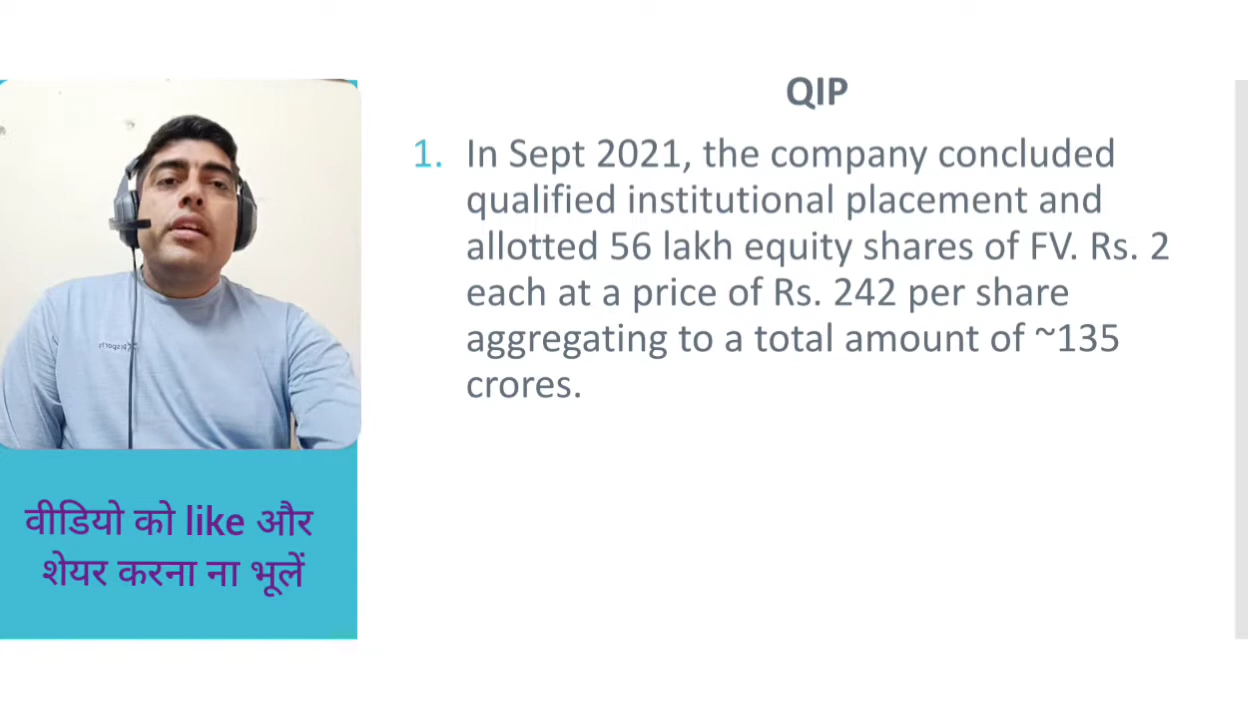 QIP
1. In Sept 2021, the company concluded
qualified institutional placement and
allotted 56 lakh equity shares of FV. Rs. 2
each at a price of Rs. 242 per share
aggregating to a total amount of ~135
crores.
वीडियो को like और
शेयर करना ना भूलें